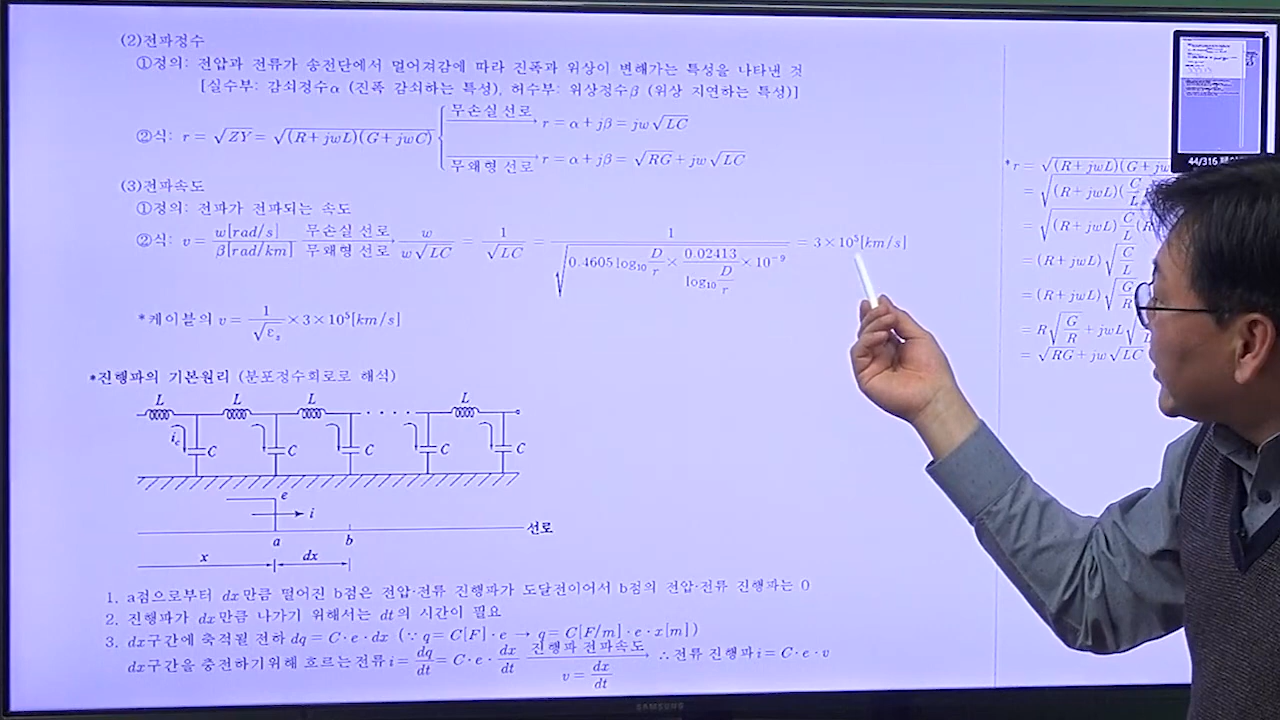 (2)전파정수
①정의: 전압과 전류가 송전단에서 멀어져감에 따라 진폭과 위상이 변해가는 특성을 나타낸 것
[실수부: 감쇠정수α (진폭 감쇠하는 특성), 허수부: 위상정수β (위상 지연하는 특성)]
②식: r = √ZY = √(R+jwL)(G+jwC)
무손실 선로 r = α+jβ = jw√LC
무왜형 선로 r = α+jβ = √RG + jw√LC
(3)전파속도
①정의: 전파가 전파되는 속도
②식: v = w[rad/s]/β[rad/km] 무손실 선로 무왜형 선로 w/w√LC = 1/√LC = 1/√(0.4605 log₁₀ D/r × 0.02413/log₁₀ D/r × 10⁻⁹) = 3×10⁵[km/s]
*케이블의 v = 1/√εs × 3×10⁵[km/s]
*진행파의 기본원리 (분포정수회로로 해석)
L L L · · · · L
ic C C C C C
e
i
선로
a b
x dx
1. a점으로부터 dx만큼 떨어진 b점은 전압·전류 진행파가 도달전이어서 b점의 전압·전류 진행파는 0
2. 진행파가 dx만큼 나가기 위해서는 dt의 시간이 필요
3. dx구간에 축적될 전하 dq = C·e·dx (∵ q = C[F]·e → q = C[F/m]·e·x[m])
dx구간을 충전하기위해 흐르는전류 i = dq/dt = C·e·dx/dt 진행파 전파속도 v = dx/dt ∴전류 진행파 i = C·e·v
*r = √(R+jwL)(G+jw
= √(R+jwL)(C/L
= √(R+jwL) C/L (R
= (R+jwL)√C/L
= (R+jwL)√G/R
= R√G/R + jwL√
= √RG + jw√LC
44/316
SAMSUNG